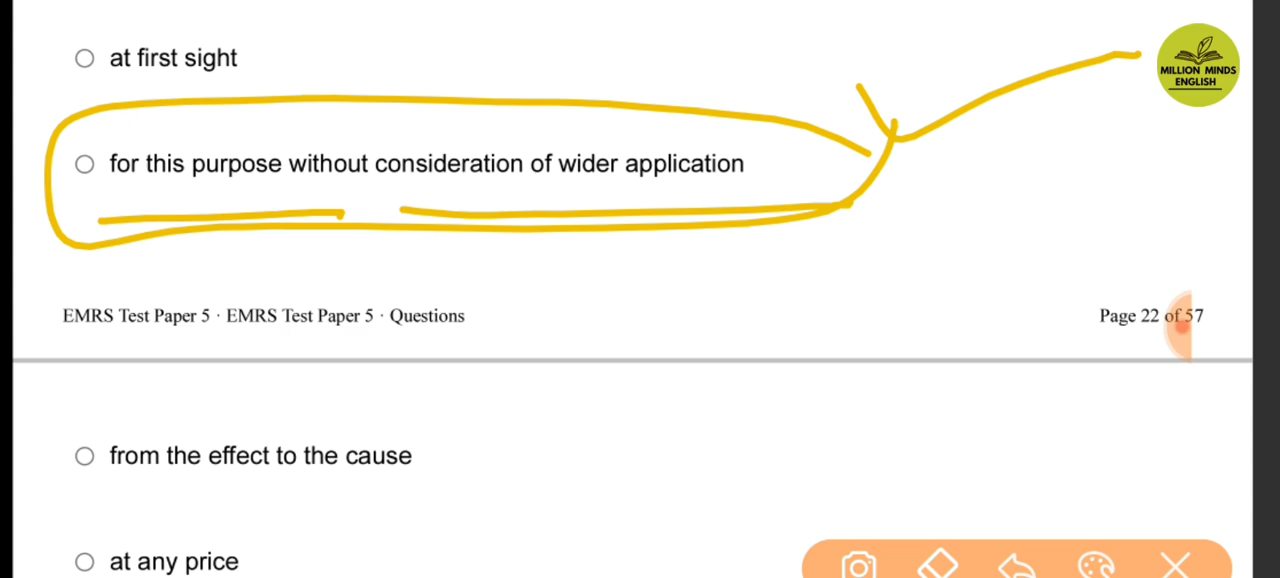 at first sight
MILLION MINDS
ENGLISH
for this purpose without consideration of wider application
EMRS Test Paper 5 · EMRS Test Paper 5 · Questions
Page 22 of 57
from the effect to the cause
at any price